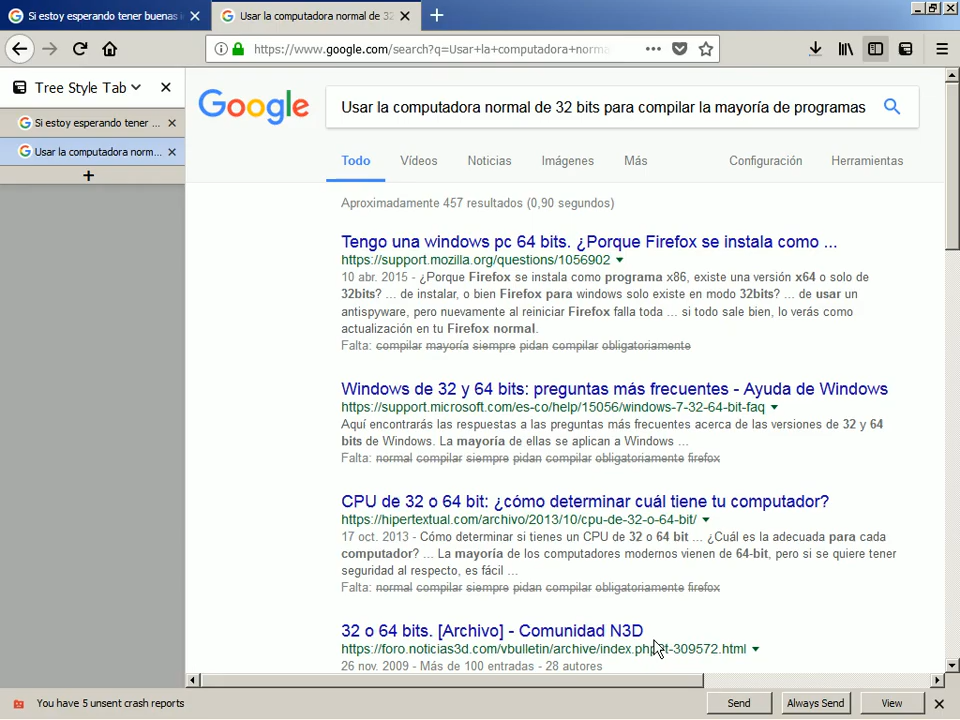 Si estoy esperando tener buenas i
Usar la computadora normal de 32
https://www.google.com/search?q=Usar+la+computadora+norma
Tree Style Tab
Si estoy esperando tener ...
Usar la computadora norm...
Google
Usar la computadora normal de 32 bits para compilar la mayoría de programas
Todo Vídeos Noticias Imágenes Más Configuración Herramientas
Aproximadamente 457 resultados (0,90 segundos)
Tengo una windows pc 64 bits. ¿Porque Firefox se instala como ...
https://support.mozilla.org/questions/1056902
10 abr. 2015 - ¿Porque Firefox se instala como programa x86, existe una versión x64 o solo de
32bits? ... de instalar, o bien Firefox para windows solo existe en modo 32bits? ... de usar un
antispyware, pero nuevamente al reiniciar Firefox falla toda ... si todo sale bien, lo verás como
actualización en tu Firefox normal.
Falta: compilar mayoría siempre pidan compilar obligatoriamente
Windows de 32 y 64 bits: preguntas más frecuentes - Ayuda de Windows
https://support.microsoft.com/es-co/help/15056/windows-7-32-64-bit-faq
Aquí encontrarás las respuestas a las preguntas más frecuentes acerca de las versiones de 32 y 64
bits de Windows. La mayoría de ellas se aplican a Windows ...
Falta: normal compilar siempre pidan compilar obligatoriamente firefox
CPU de 32 o 64 bit: ¿cómo determinar cuál tiene tu computador?
https://hipertextual.com/archivo/2013/10/cpu-de-32-o-64-bit/
17 oct. 2013 - Cómo determinar si tienes un CPU de 32 o 64 bit ... ¿Cuál es la adecuada para cada
computador? ... La mayoría de los computadores modernos vienen de 64-bit, pero si se quiere tener
seguridad al respecto, es fácil ...
Falta: normal compilar siempre pidan compilar obligatoriamente firefox
32 o 64 bits. [Archivo] - Comunidad N3D
https://foro.noticias3d.com/vbulletin/archive/index.php/t-309572.html
26 nov. 2009 - Más de 100 entradas - 28 autores
You have 5 unsent crash reports
Send Always Send View